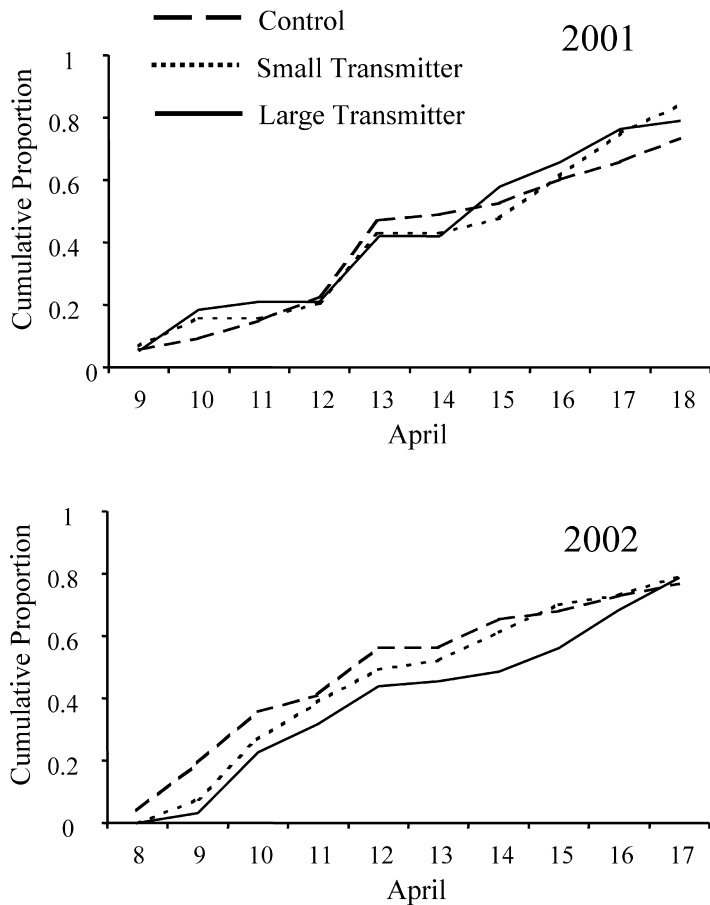 Control
2001
Small Transmitter
Large Transmitter
Cumulative Proportion
1
0.8
0.6
0.4
0.2
0
9 10 11 12 13 14 15 16 17 18
April
2002
Cumulative Proportion
1
0.8
0.6
0.4
0.2
0
8 9 10 11 12 13 14 15 16 17
April